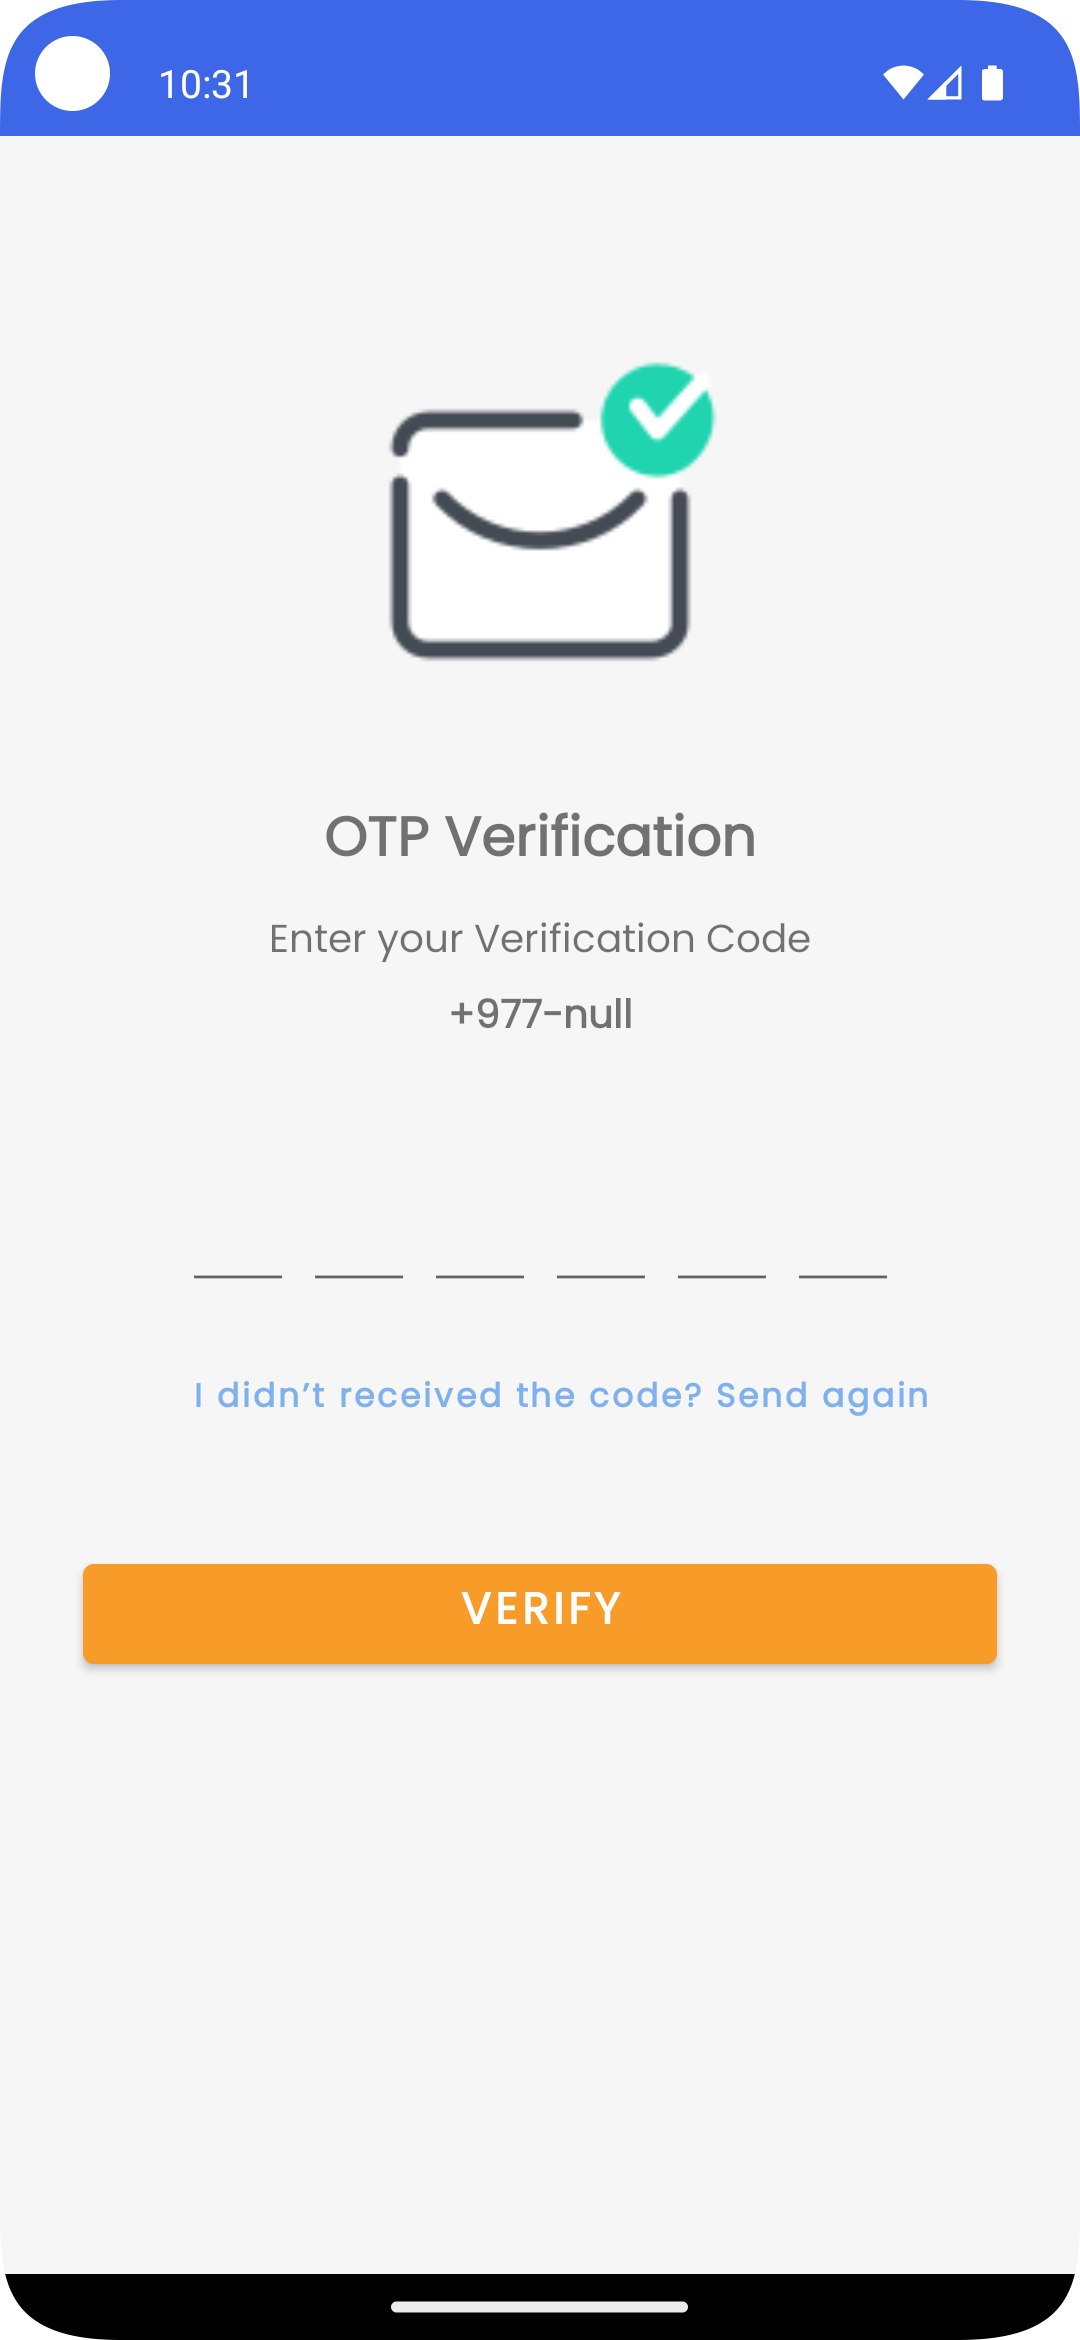 10:31
OTP Verification
Enter your Verification Code
+977-null
I didn’t received the code? Send again
VERIFY